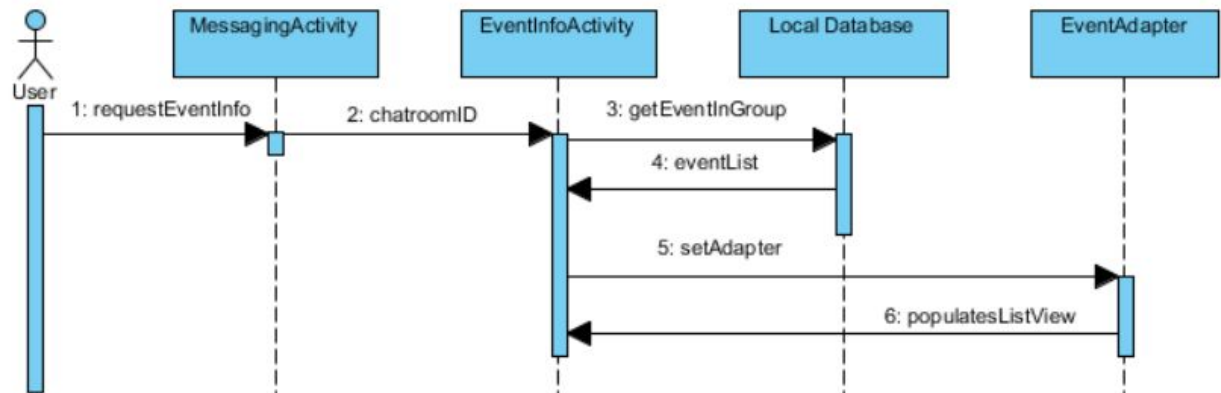 MessagingActivity
EventInfoActivity
Local Database
EventAdapter
User
1: requestEventInfo
2: chatroomID
3: getEventInGroup
4: eventList
5: setAdapter
6: populatesListView